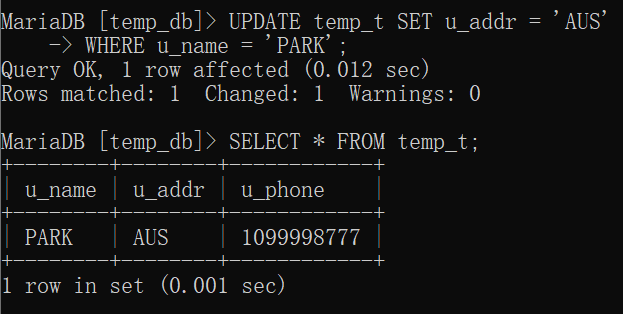 MariaDB [temp_db]> UPDATE temp_t SET u_addr = 'AUS'
    -> WHERE u_name = 'PARK';
Query OK, 1 row affected (0.012 sec)
Rows matched: 1  Changed: 1  Warnings: 0

MariaDB [temp_db]> SELECT * FROM temp_t;
+--------+--------+------------+
| u_name | u_addr | u_phone    |
+--------+--------+------------+
| PARK   | AUS    | 1099998777 |
+--------+--------+------------+
1 row in set (0.001 sec)